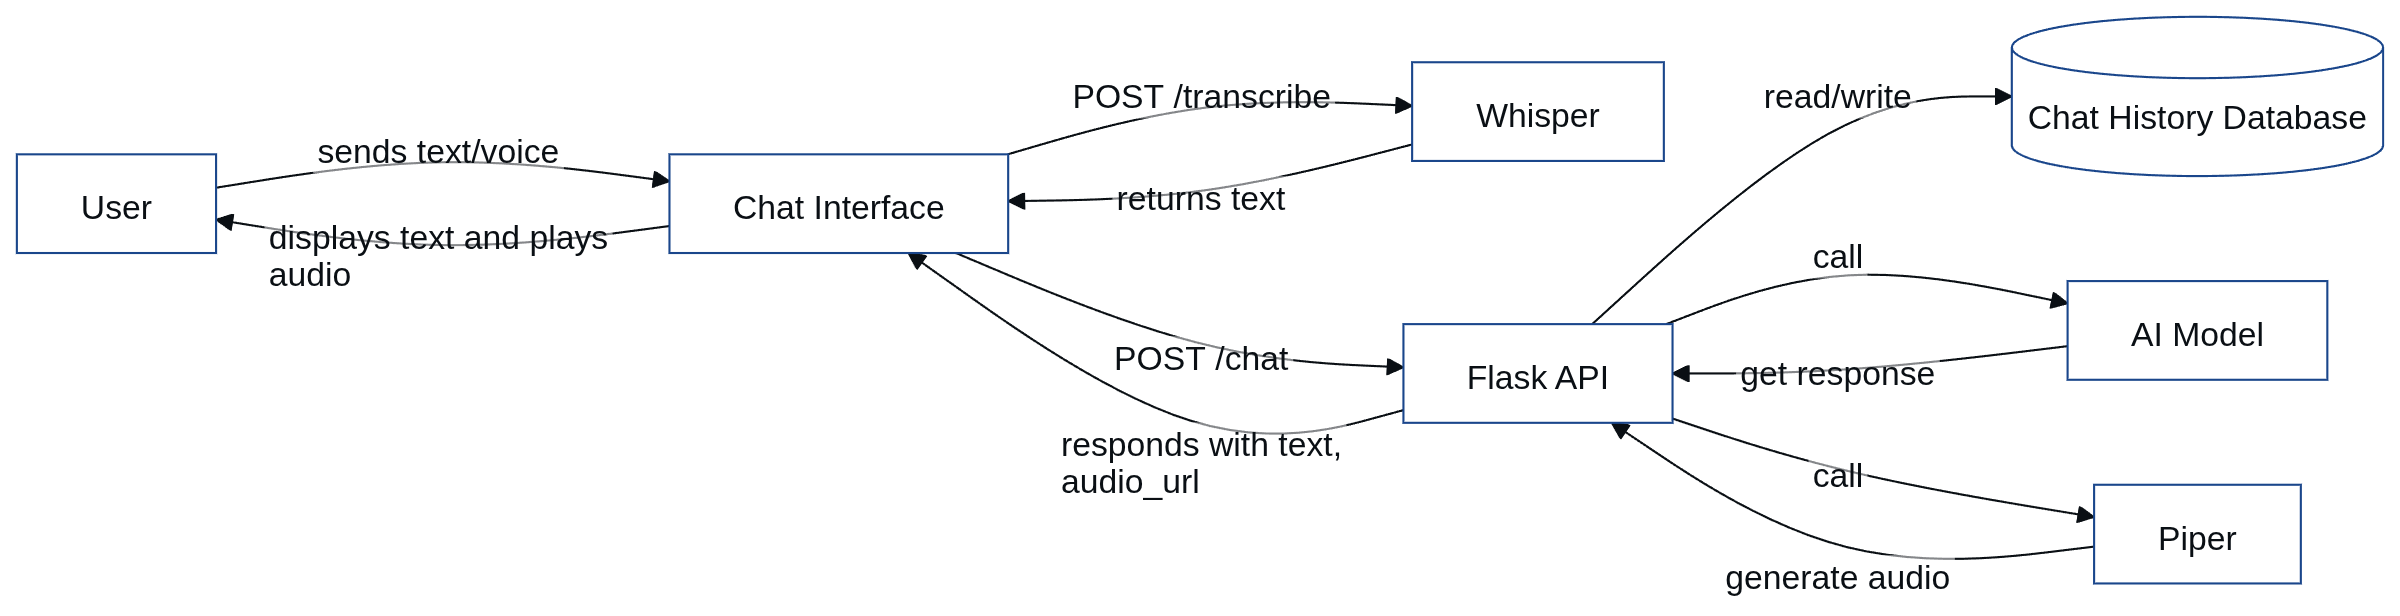 User
sends text/voice
displays text and plays
audio
Chat Interface
POST /transcribe
returns text
Whisper
POST /chat
responds with text,
audio_url
Flask API
read/write
Chat History Database
call
get response
AI Model
call
generate audio
Piper